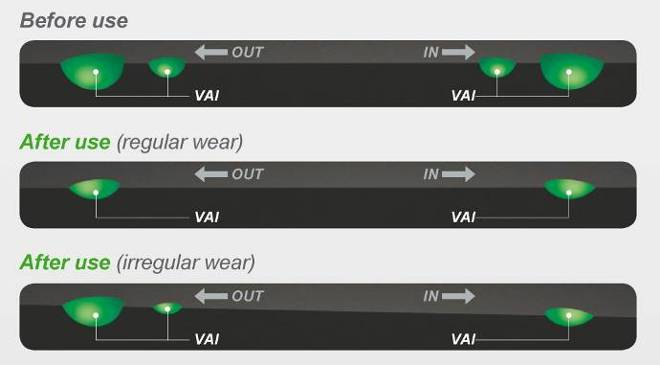 Before use
OUT IN
VAI VAI
After use (regular wear)
OUT IN
VAI VAI
After use (irregular wear)
OUT IN
VAI VAI